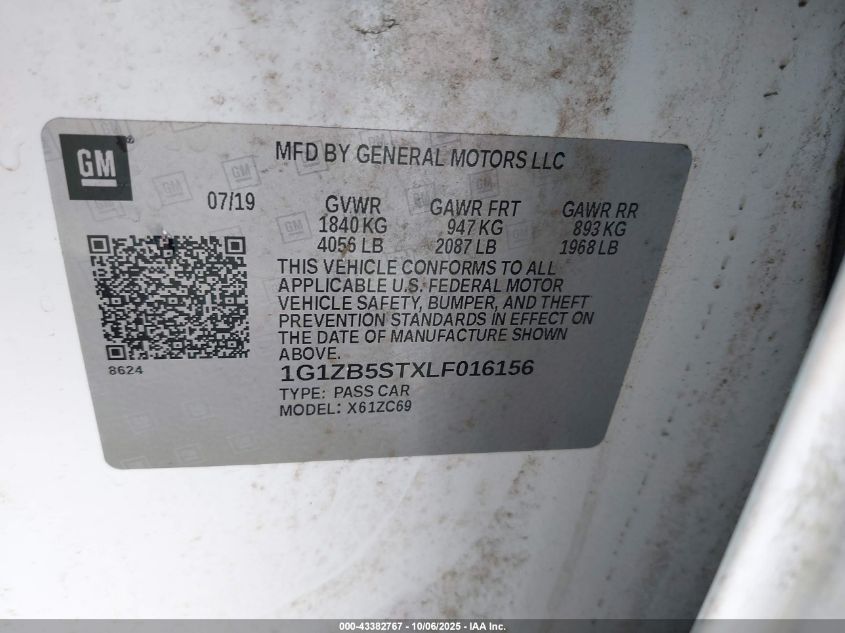 GM
MFD BY GENERAL MOTORS LLC
07/19 GVWR GAWR FRT GAWR RR
1840 KG 947 KG 893 KG
4056 LB 2087 LB 1968 LB
THIS VEHICLE CONFORMS TO ALL
APPLICABLE U.S. FEDERAL MOTOR
VEHICLE SAFETY, BUMPER, AND THEFT
PREVENTION STANDARDS IN EFFECT ON
THE DATE OF MANUFACTURE SHOWN
ABOVE.
8624
1G1ZB5STXLF016156
TYPE: PASS CAR
MODEL: X61ZC69
000-43382767 - 10/06/2025 - IAA Inc.